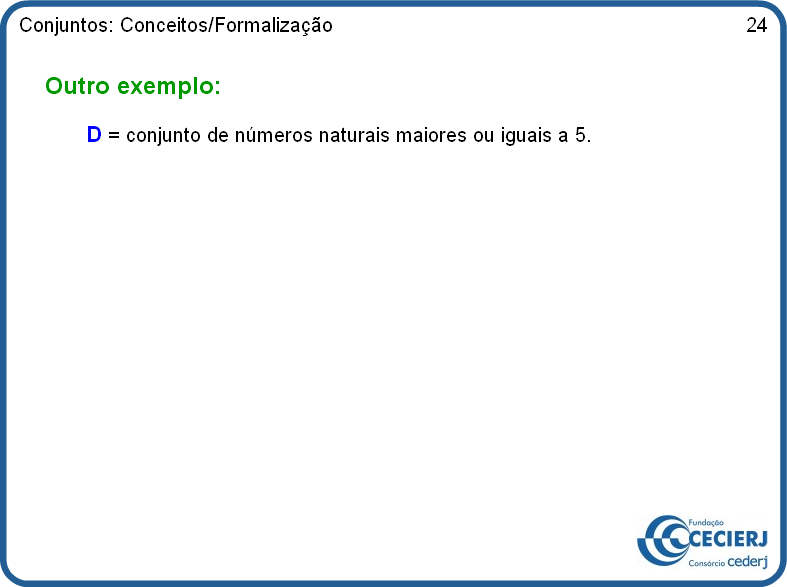 Conjuntos: Conceitos/Formalização 24
Outro exemplo:
D = conjunto de números naturais maiores ou iguais a 5.
Fundação
CECIERJ
Consórcio cederj